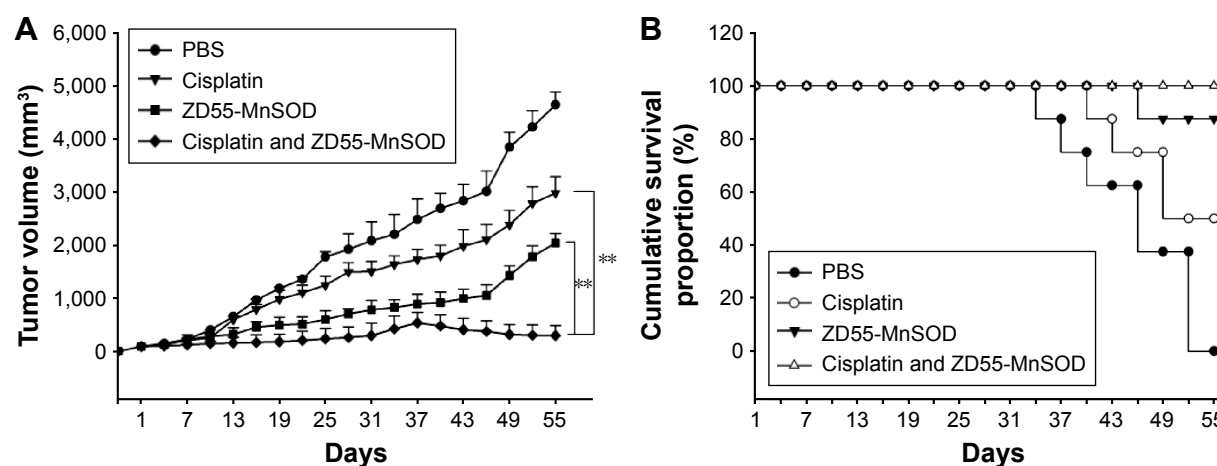 A
Tumor volume (mm³)
6,000
5,000
4,000
3,000
2,000
1,000
0
PBS
Cisplatin
ZD55-MnSOD
Cisplatin and ZD55-MnSOD
**
**
1 7 13 19 25 31 37 43 49 55
Days
B
Cumulative survival
proportion (%)
120
100
80
60
40
20
0
PBS
Cisplatin
ZD55-MnSOD
Cisplatin and ZD55-MnSOD
1 7 13 19 25 31 37 43 49 55
Days